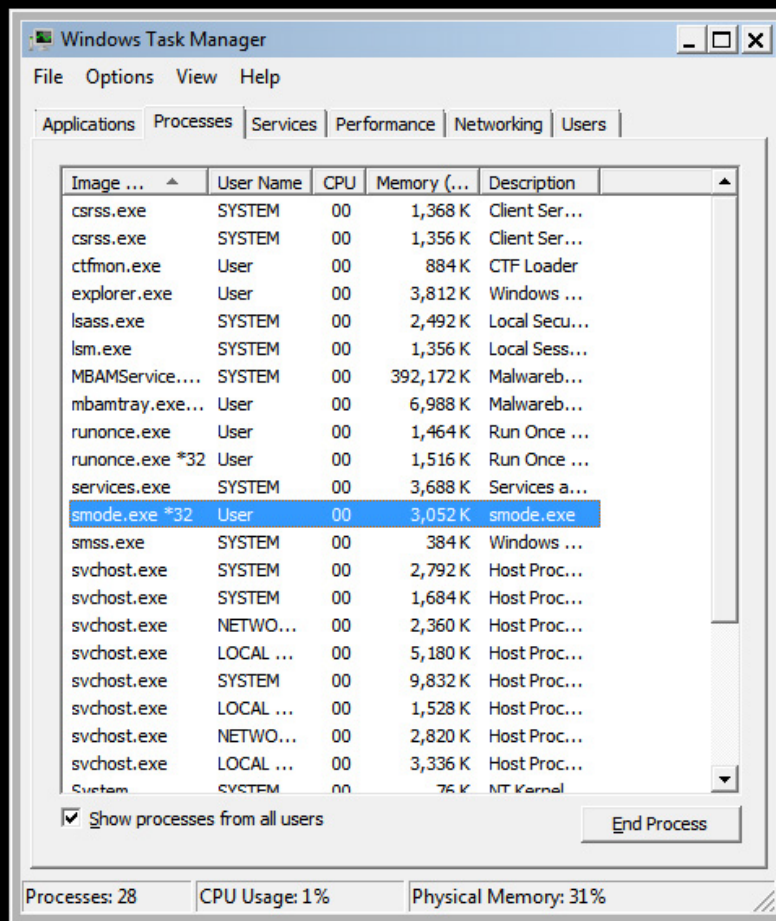 Windows Task Manager
File Options View Help
Applications Processes Services Performance Networking Users
Image ... User Name CPU Memory (... Description
csrss.exe SYSTEM 00 1,368 K Client Ser...
csrss.exe SYSTEM 00 1,356 K Client Ser...
ctfmon.exe User 00 884 K CTF Loader
explorer.exe User 00 3,812 K Windows ...
lsass.exe SYSTEM 00 2,492 K Local Secu...
lsm.exe SYSTEM 00 1,356 K Local Sess...
MBAMService.... SYSTEM 00 392,172 K Malwareb...
mbamtray.exe... User 00 6,988 K Malwareb...
runonce.exe User 00 1,464 K Run Once ...
runonce.exe *32 User 00 1,516 K Run Once ...
services.exe SYSTEM 00 3,688 K Services a...
smode.exe *32 User 00 3,052 K smode.exe
smss.exe SYSTEM 00 384 K Windows ...
svchost.exe SYSTEM 00 2,792 K Host Proc...
svchost.exe SYSTEM 00 1,684 K Host Proc...
svchost.exe NETWO... 00 2,360 K Host Proc...
svchost.exe LOCAL ... 00 5,180 K Host Proc...
svchost.exe SYSTEM 00 9,832 K Host Proc...
svchost.exe LOCAL ... 00 1,528 K Host Proc...
svchost.exe NETWO... 00 2,820 K Host Proc...
svchost.exe LOCAL ... 00 3,336 K Host Proc...
System SYSTEM 00 76 K NT Kernel
Show processes from all users
End Process
Processes: 28 CPU Usage: 1% Physical Memory: 31%